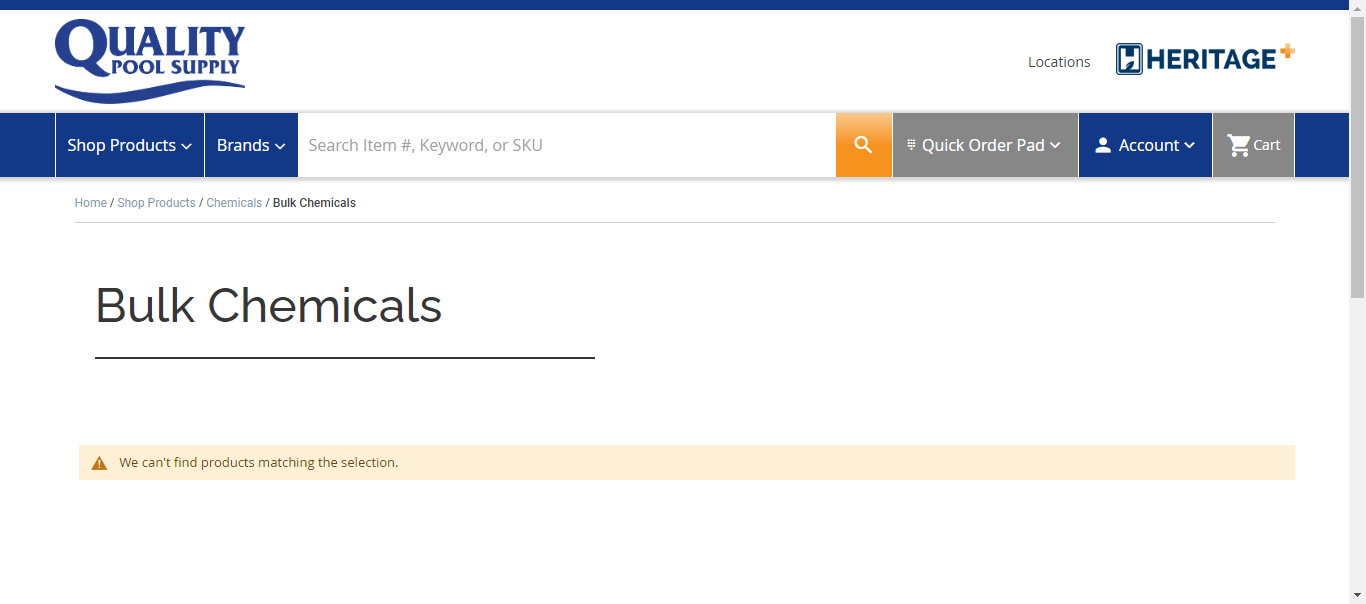 QUALITY
POOL SUPPLY
Locations
HERITAGE+
Shop Products
Brands
Search Item #, Keyword, or SKU
Quick Order Pad
Account
Cart
Home / Shop Products / Chemicals / Bulk Chemicals
Bulk Chemicals
We can't find products matching the selection.